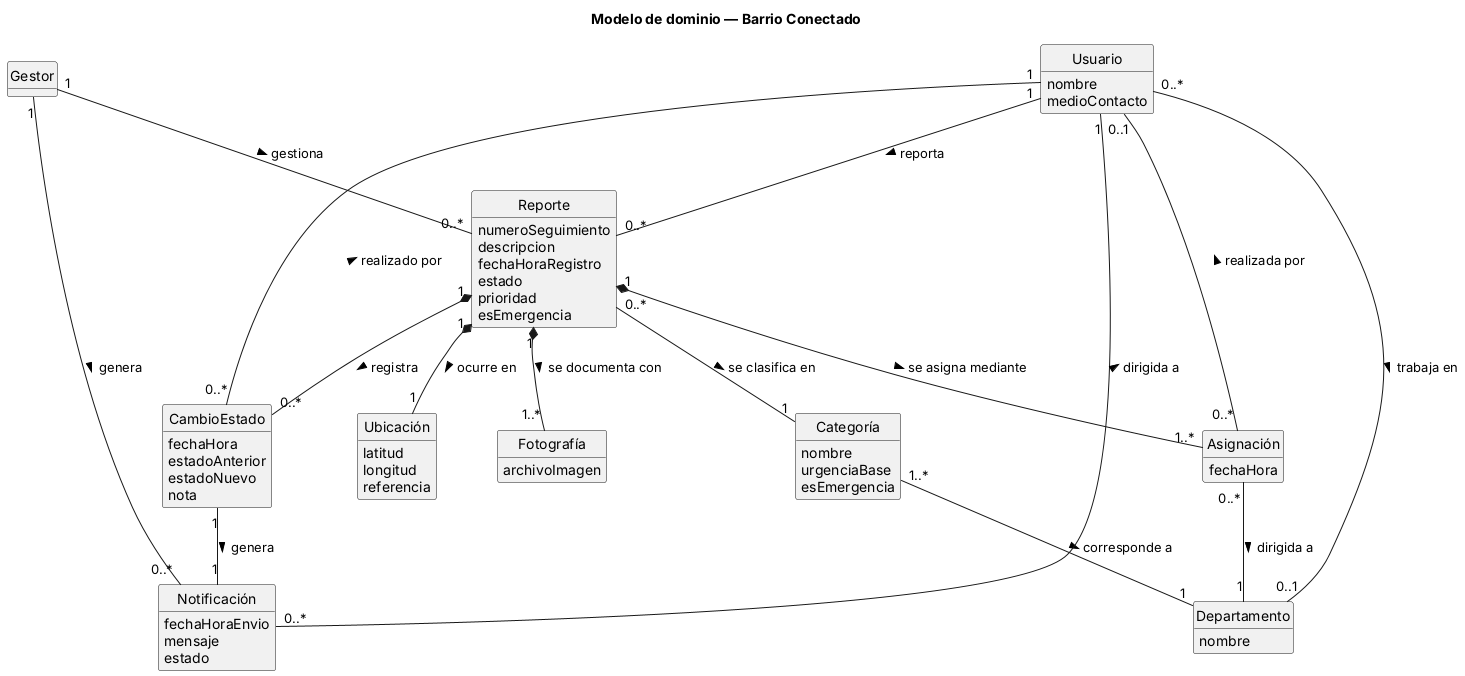 Modelo de dominio — Barrio Conectado
Gestor
1
1
Usuario
nombre
medioContacto
1
1
0..*
1
0..1
gestiona
reporta
0..*
0..*
Reporte
numeroSeguimiento
descripcion
fechaHoraRegistro
estado
prioridad
esEmergencia
realizado por
realizada por
1
1
1
1
0..*
genera
registra
ocurre en
se documenta con
se clasifica en
se asigna mediante
dirigida a
trabaja en
0..*
0..*
1
1..*
1
1..*
0..*
CambioEstado
fechaHora
estadoAnterior
estadoNuevo
nota
Ubicación
latitud
longitud
referencia
Fotografía
archivoImagen
Categoría
nombre
urgenciaBase
esEmergencia
Asignación
fechaHora
1..*
0..*
1
genera
corresponde a
dirigida a
0..*
1
1
1
0..1
Notificación
fechaHoraEnvio
mensaje
estado
0..*
Departamento
nombre